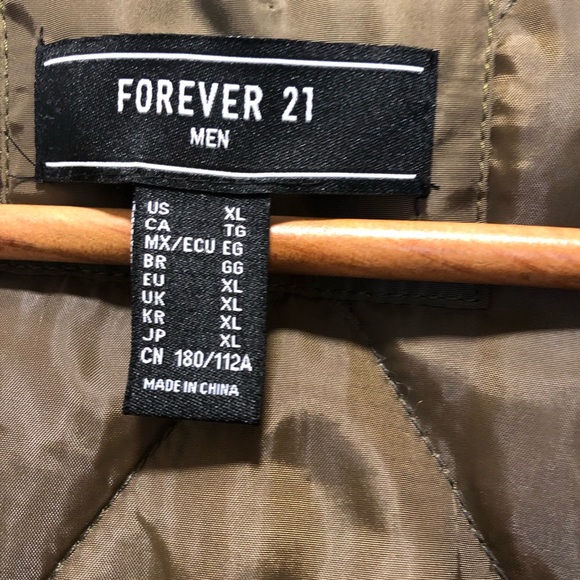 FOREVER 21
MEN
US XL
CA TG
MX/ECU EG
BR GG
EU XL
UK XL
KR XL
JP XL
CN 180/112A
MADE IN CHINA